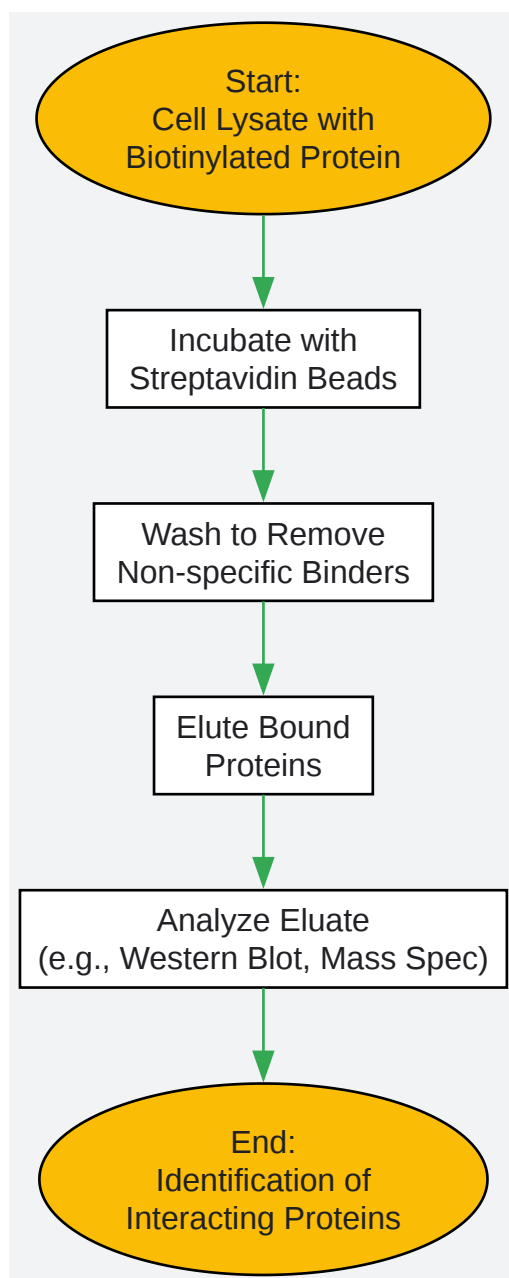 Start:
Cell Lysate with
Biotinylated Protein
Incubate with
Streptavidin Beads
Wash to Remove
Non-specific Binders
Elute Bound
Proteins
Analyze Eluate
(e.g., Western Blot, Mass Spec)
End:
Identification of
Interacting Proteins